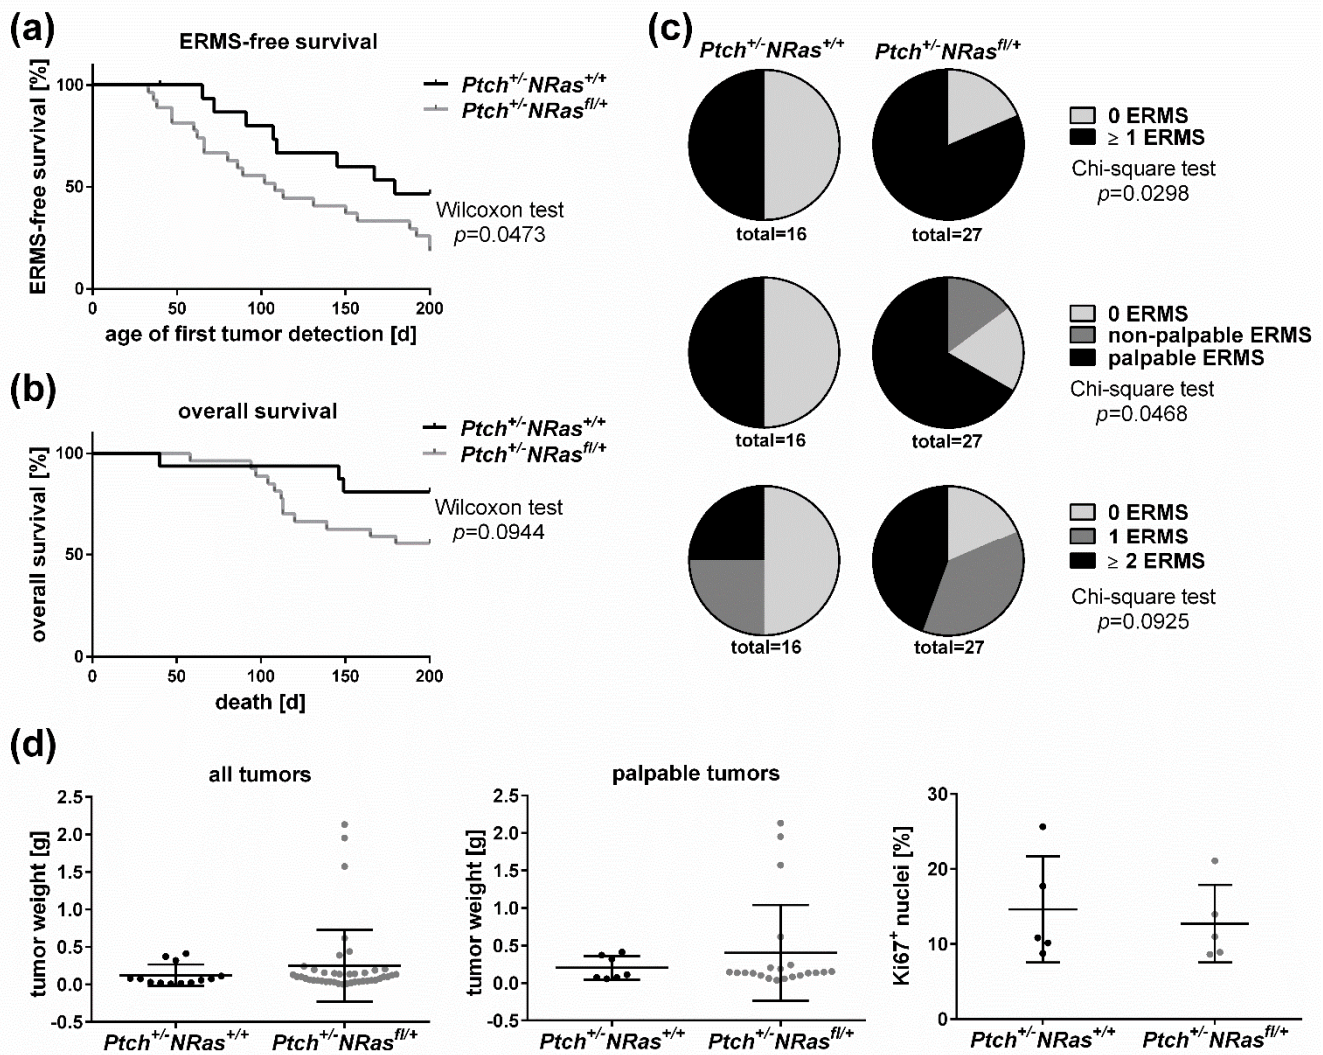 (a)
ERMS-free survival
ERMS-free survival [%]
100
50
0
0 50 100 150 200
age of first tumor detection [d]
Ptch+/-NRas+/+
Ptch+/-NRasfl/+
Wilcoxon test
p=0.0473
(b)
overall survival
overall survival [%]
100
50
0
0 50 100 150 200
death [d]
Ptch+/-NRas+/+
Ptch+/-NRasfl/+
Wilcoxon test
p=0.0944
(c)
Ptch+/-NRas+/+ Ptch+/-NRasfl/+
total=16 total=27
0 ERMS
≥ 1 ERMS
Chi-square test
p=0.0298
total=16 total=27
0 ERMS
non-palpable ERMS
palpable ERMS
Chi-square test
p=0.0468
total=16 total=27
0 ERMS
1 ERMS
≥ 2 ERMS
Chi-square test
p=0.0925
(d)
all tumors
tumor weight [g]
2.5
2.0
1.5
1.0
0.5
0.0
-0.5
Ptch+/-NRas+/+ Ptch+/-NRasfl/+
palpable tumors
tumor weight [g]
2.5
2.0
1.5
1.0
0.5
0.0
-0.5
Ptch+/-NRas+/+ Ptch+/-NRasfl/+
Ki67+ nuclei [%]
30
20
10
0
Ptch+/-NRas+/+ Ptch+/-NRasfl/+